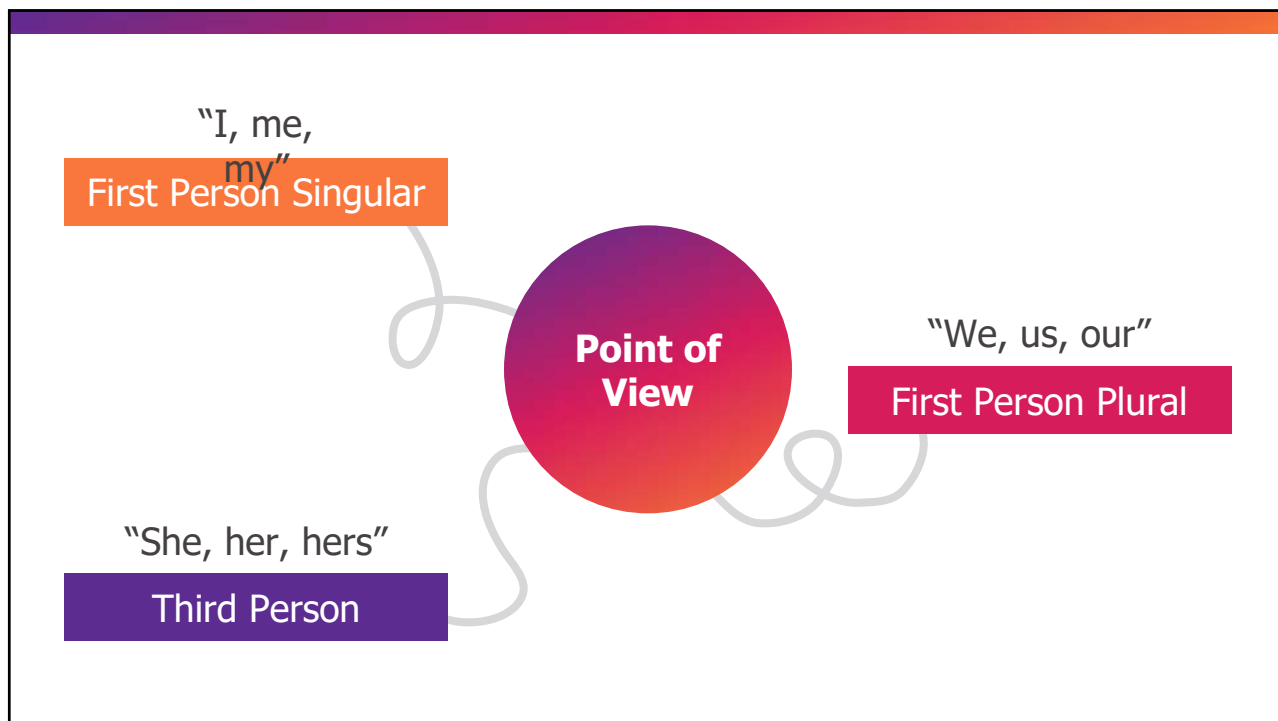 “I, me,
my”
First Person Singular
Point of
View
“We, us, our”
First Person Plural
“She, her, hers”
Third Person